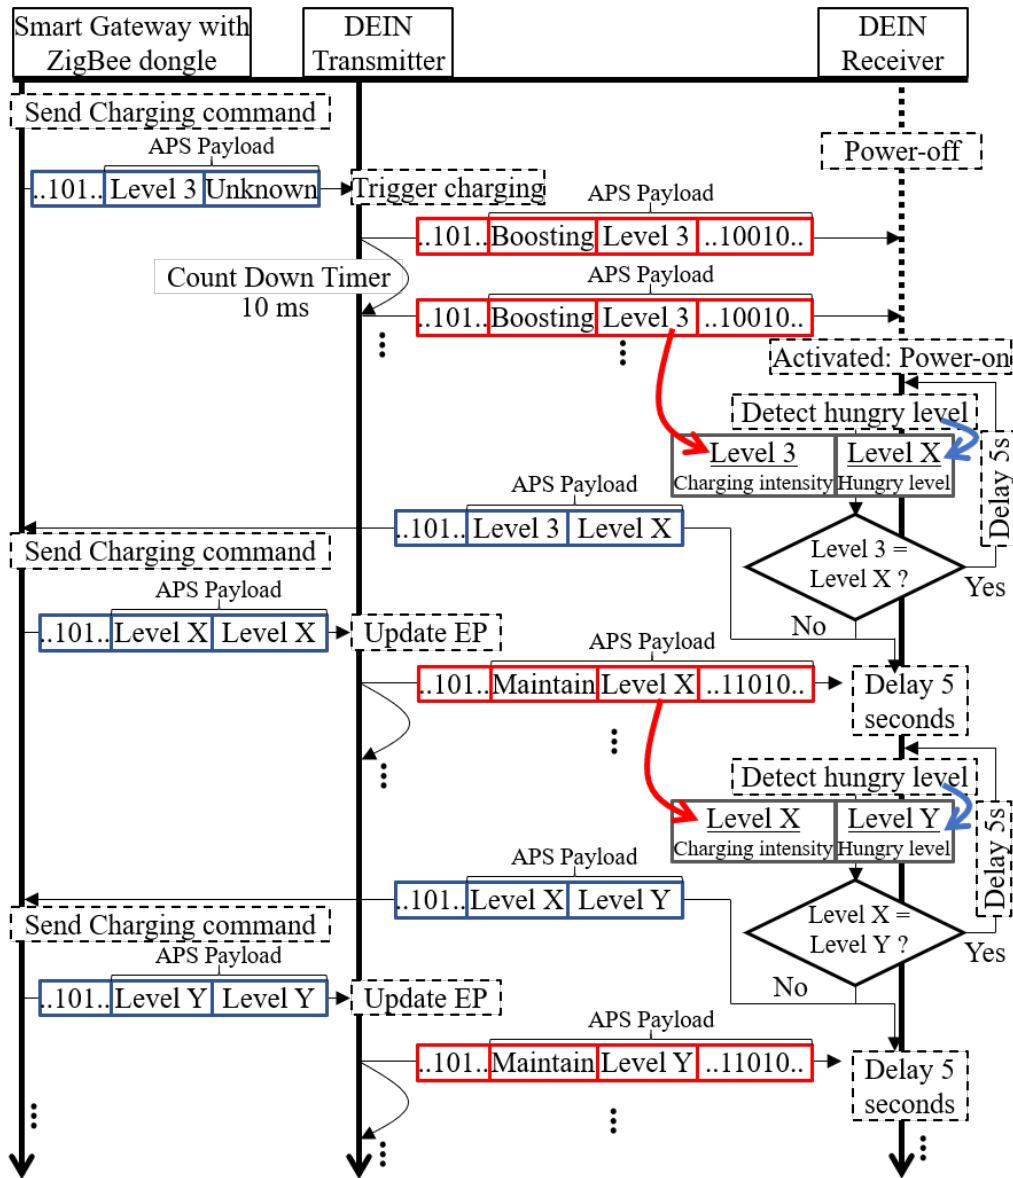 Smart Gateway with
ZigBee dongle
DEIN
Transmitter
DEIN
Receiver
Send Charging command
APS Payload
Power-off
..101.. Level 3 Unknown
Trigger charging
APS Payload
..101.. Boosting Level 3 ..10010..
Count Down Timer
10 ms
APS Payload
..101.. Boosting Level 3 ..10010..
Activated: Power-on
Detect hungry level
Delay 5s
Level 3 Level X
Charging intensity Hungry level
APS Payload
..101.. Level 3 Level X
Send Charging command
Level 3 =
Level X ?
Yes
No
APS Payload
..101.. Level X Level X
Update EP
APS Payload
..101.. Maintain Level X ..11010..
Delay 5
seconds
Detect hungry level
Delay 5s
Level X Level Y
Charging intensity Hungry level
APS Payload
..101.. Level X Level Y
Send Charging command
Level X =
Level Y ?
Yes
No
APS Payload
..101.. Level Y Level Y
Update EP
APS Payload
..101.. Maintain Level Y ..11010..
Delay 5
seconds